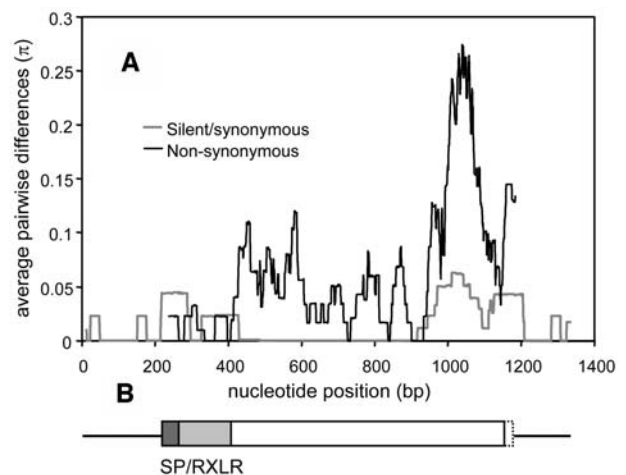 0.3
0.25
0.2
0.15
0.1
0.05
0
average pairwise differences (π)
A
Silent/synonymous
Non-synonymous
0 200 400 600 800 1000 1200 1400
nucleotide position (bp)
B
SP/RXLR